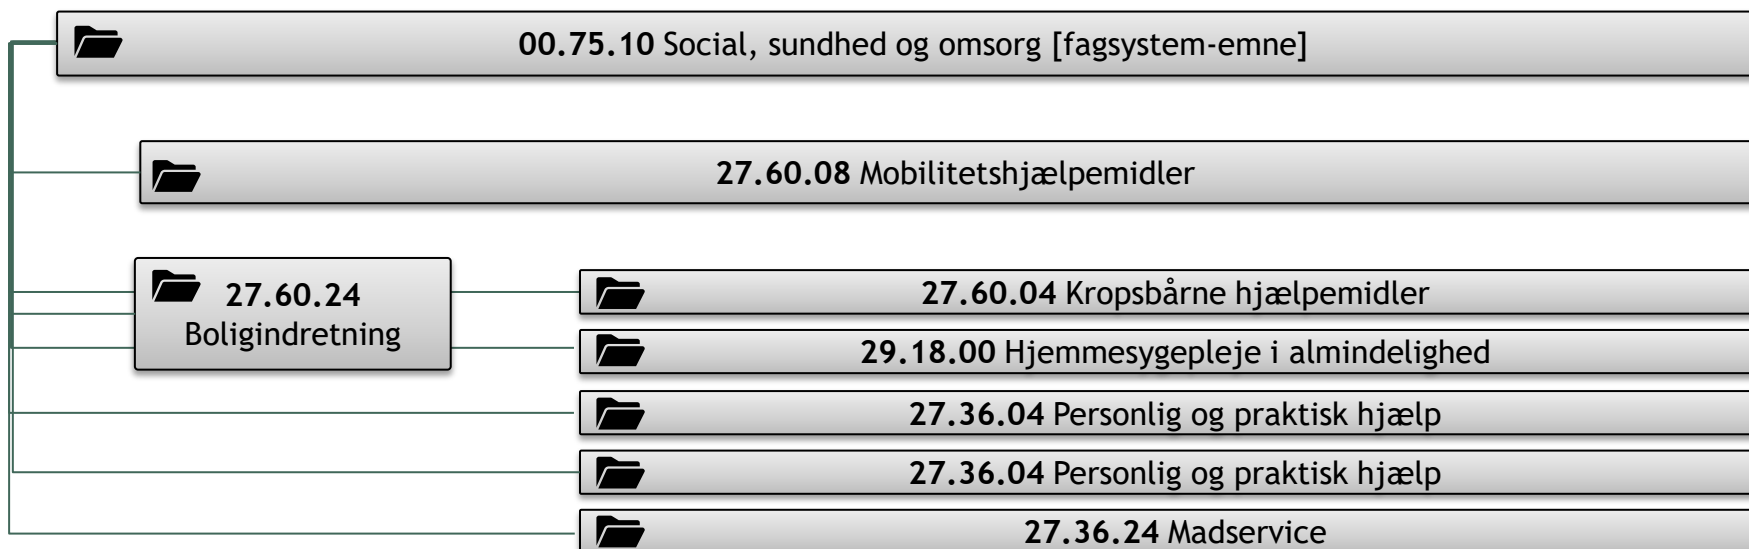 00.75.10 Social, sundhed og omsorg [fagsystem-emne]
27.60.08 Mobilitetshjælpemidler
27.60.24
Boligindretning
27.60.04 Kropsbårne hjælpemidler
29.18.00 Hjemmesygepleje i almindelighed
27.36.04 Personlig og praktisk hjælp
27.36.04 Personlig og praktisk hjælp
27.36.24 Madservice